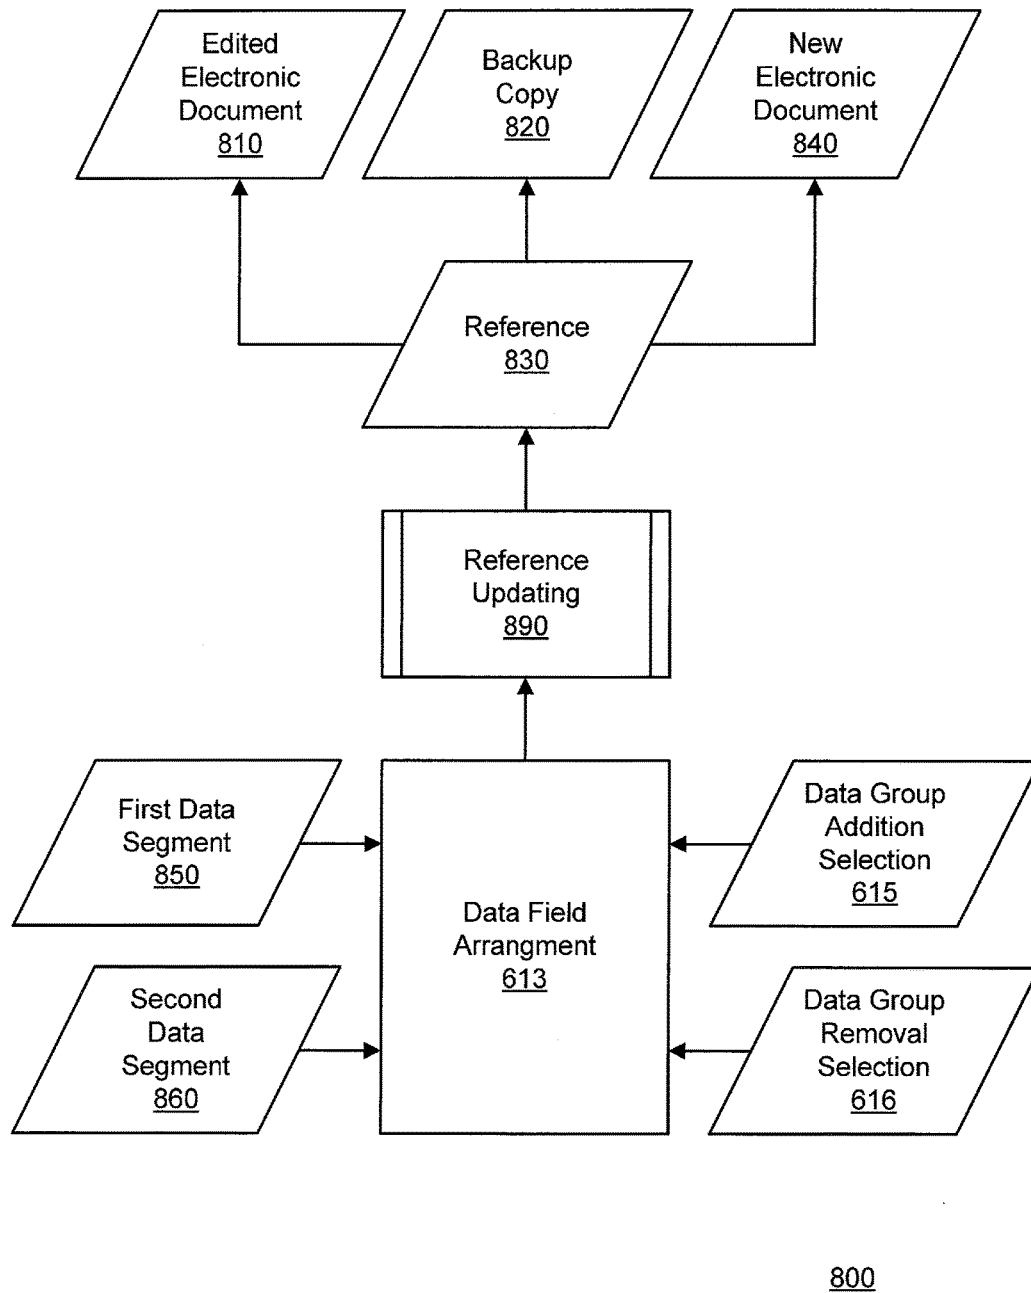 Edited
Electronic
Document
810
Backup
Copy
820
New
Electronic
Document
840
Reference
830
Reference
Updating
890
First Data
Segment
850
Data Field
Arrangment
613
Data Group
Addition
Selection
615
Second
Data
Segment
860
Data Group
Removal
Selection
616
800